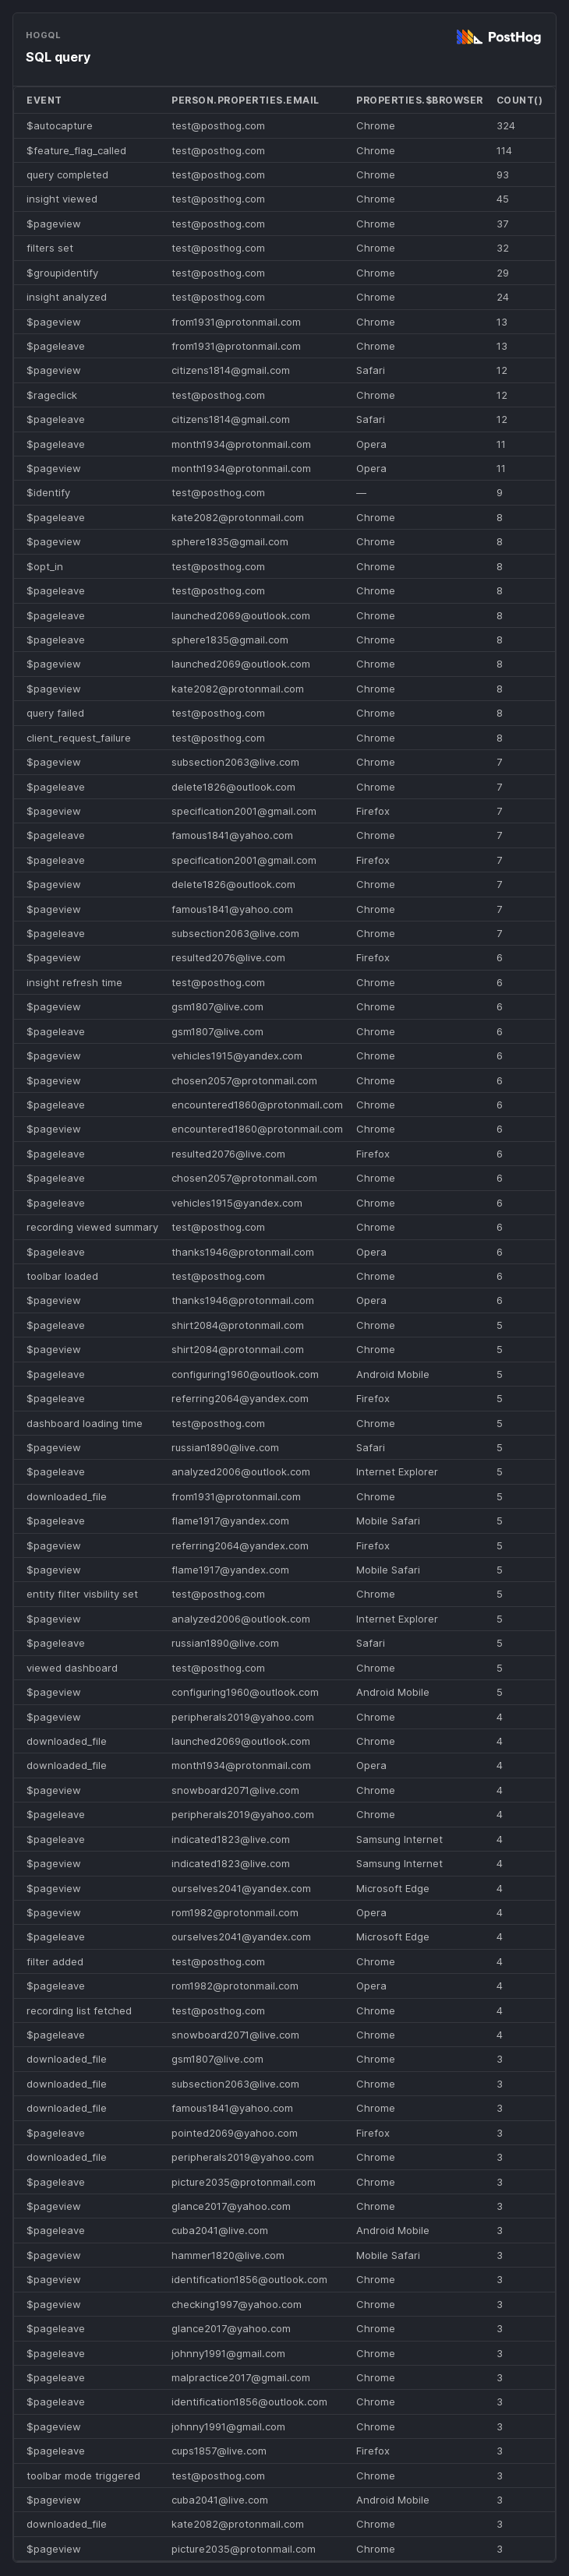 HOGQL
PostHog
SQL query
EVENT PERSON.PROPERTIES.EMAIL PROPERTIES.$BROWSER COUNT()
$autocapture test@posthog.com Chrome 324
$feature_flag_called test@posthog.com Chrome 114
query completed test@posthog.com Chrome 93
insight viewed test@posthog.com Chrome 45
$pageview test@posthog.com Chrome 37
filters set test@posthog.com Chrome 32
$groupidentify test@posthog.com Chrome 29
insight analyzed test@posthog.com Chrome 24
$pageview from1931@protonmail.com Chrome 13
$pageleave from1931@protonmail.com Chrome 13
$pageview citizens1814@gmail.com Safari 12
$rageclick test@posthog.com Chrome 12
$pageleave citizens1814@gmail.com Safari 12
$pageleave month1934@protonmail.com Opera 11
$pageview month1934@protonmail.com Opera 11
$identify test@posthog.com — 9
$pageleave kate2082@protonmail.com Chrome 8
$pageview sphere1835@gmail.com Chrome 8
$opt_in test@posthog.com Chrome 8
$pageleave test@posthog.com Chrome 8
$pageleave launched2069@outlook.com Chrome 8
$pageleave sphere1835@gmail.com Chrome 8
$pageview launched2069@outlook.com Chrome 8
$pageview kate2082@protonmail.com Chrome 8
query failed test@posthog.com Chrome 8
client_request_failure test@posthog.com Chrome 8
$pageview subsection2063@live.com Chrome 7
$pageleave delete1826@outlook.com Chrome 7
$pageview specification2001@gmail.com Firefox 7
$pageleave famous1841@yahoo.com Chrome 7
$pageleave specification2001@gmail.com Firefox 7
$pageview delete1826@outlook.com Chrome 7
$pageview famous1841@yahoo.com Chrome 7
$pageleave subsection2063@live.com Chrome 7
$pageview resulted2076@live.com Firefox 6
insight refresh time test@posthog.com Chrome 6
$pageview gsm1807@live.com Chrome 6
$pageleave gsm1807@live.com Chrome 6
$pageview vehicles1915@yandex.com Chrome 6
$pageview chosen2057@protonmail.com Chrome 6
$pageleave encountered1860@protonmail.com Chrome 6
$pageview encountered1860@protonmail.com Chrome 6
$pageleave resulted2076@live.com Firefox 6
$pageleave chosen2057@protonmail.com Chrome 6
$pageleave vehicles1915@yandex.com Chrome 6
recording viewed summary test@posthog.com Chrome 6
$pageleave thanks1946@protonmail.com Opera 6
toolbar loaded test@posthog.com Chrome 6
$pageview thanks1946@protonmail.com Opera 6
$pageleave shirt2084@protonmail.com Chrome 5
$pageview shirt2084@protonmail.com Chrome 5
$pageleave configuring1960@outlook.com Android Mobile 5
$pageleave referring2064@yandex.com Firefox 5
dashboard loading time test@posthog.com Chrome 5
$pageview russian1890@live.com Safari 5
$pageleave analyzed2006@outlook.com Internet Explorer 5
downloaded_file from1931@protonmail.com Chrome 5
$pageleave flame1917@yandex.com Mobile Safari 5
$pageview referring2064@yandex.com Firefox 5
$pageview flame1917@yandex.com Mobile Safari 5
entity filter visbility set test@posthog.com Chrome 5
$pageview analyzed2006@outlook.com Internet Explorer 5
$pageleave russian1890@live.com Safari 5
viewed dashboard test@posthog.com Chrome 5
$pageview configuring1960@outlook.com Android Mobile 5
$pageview peripherals2019@yahoo.com Chrome 4
downloaded_file launched2069@outlook.com Chrome 4
downloaded_file month1934@protonmail.com Opera 4
$pageview snowboard2071@live.com Chrome 4
$pageleave peripherals2019@yahoo.com Chrome 4
$pageleave indicated1823@live.com Samsung Internet 4
$pageview indicated1823@live.com Samsung Internet 4
$pageview ourselves2041@yandex.com Microsoft Edge 4
$pageview rom1982@protonmail.com Opera 4
$pageleave ourselves2041@yandex.com Microsoft Edge 4
filter added test@posthog.com Chrome 4
$pageleave rom1982@protonmail.com Opera 4
recording list fetched test@posthog.com Chrome 4
$pageleave snowboard2071@live.com Chrome 4
downloaded_file gsm1807@live.com Chrome 3
downloaded_file subsection2063@live.com Chrome 3
downloaded_file famous1841@yahoo.com Chrome 3
$pageleave pointed2069@yahoo.com Firefox 3
downloaded_file peripherals2019@yahoo.com Chrome 3
$pageleave picture2035@protonmail.com Chrome 3
$pageview glance2017@yahoo.com Chrome 3
$pageleave cuba2041@live.com Android Mobile 3
$pageview hammer1820@live.com Mobile Safari 3
$pageview identification1856@outlook.com Chrome 3
$pageview checking1997@yahoo.com Chrome 3
$pageleave glance2017@yahoo.com Chrome 3
$pageleave johnny1991@gmail.com Chrome 3
$pageleave malpractice2017@gmail.com Chrome 3
$pageleave identification1856@outlook.com Chrome 3
$pageview johnny1991@gmail.com Chrome 3
$pageleave cups1857@live.com Firefox 3
toolbar mode triggered test@posthog.com Chrome 3
$pageview cuba2041@live.com Android Mobile 3
downloaded_file kate2082@protonmail.com Chrome 3
$pageview picture2035@protonmail.com Chrome 3